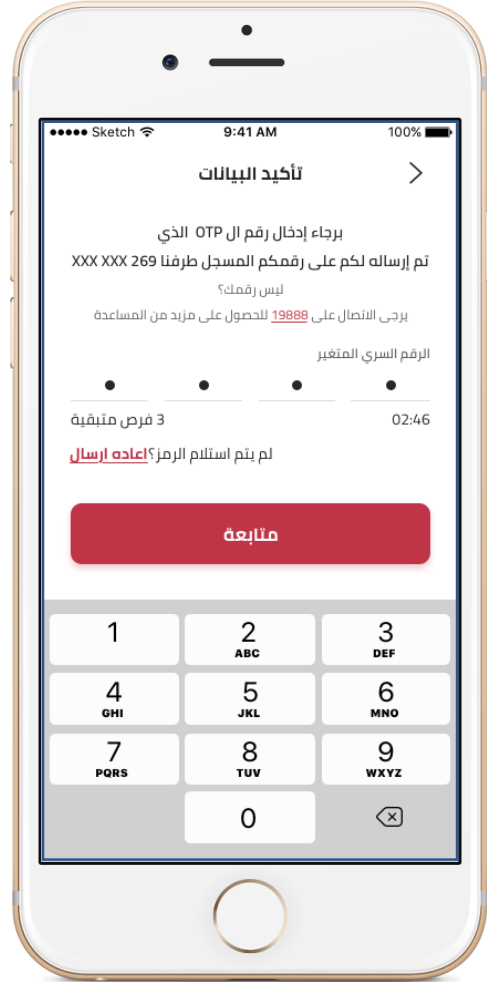 ●●●●● Sketch 9:41 AM 100%
تأكيد البيانات
برجاء إدخال رقم ال OTP الذي
تم إرساله لكم على رقمكم المسجل طرفنا XXX XXX 269
ليس رقمك؟
يرجى الاتصال على 19888 للحصول على مزيد من المساعدة
الرقم السري المتغير
02:46 3 فرص متبقية
لم يتم استلام الرمز؟اعاده ارسال
متابعة
1 2 3
ABC DEF
4 5 6
GHI JKL MNO
7 8 9
PQRS TUV WXYZ
0